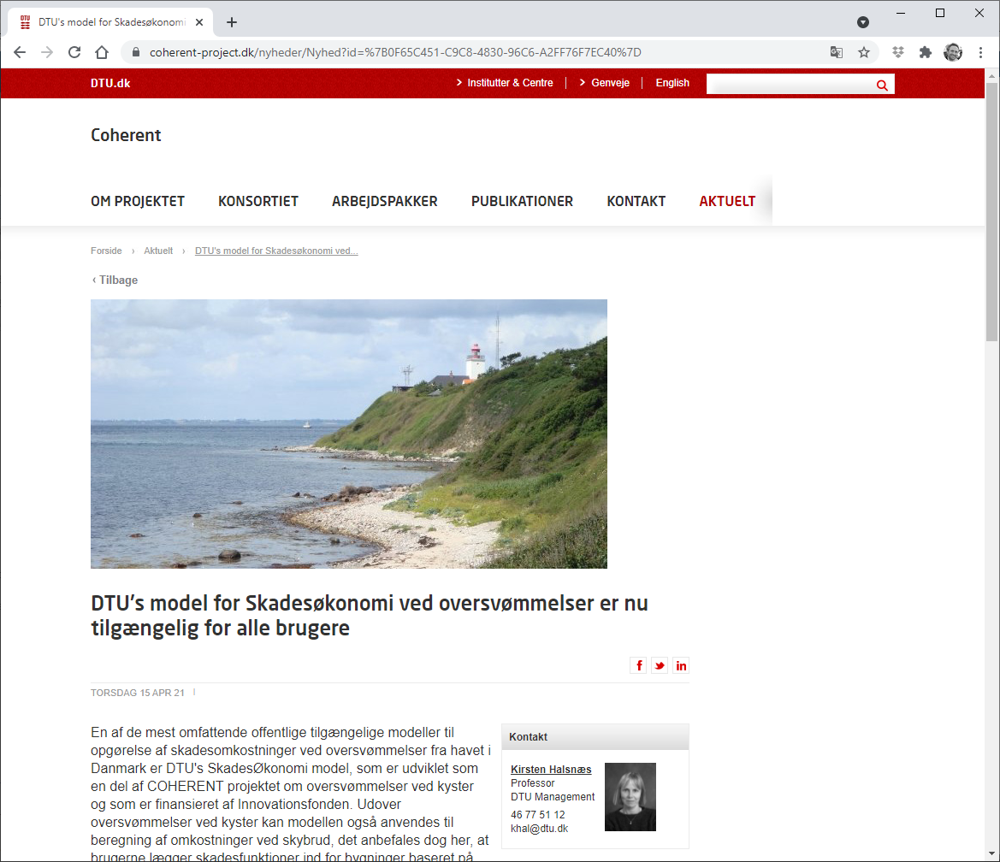 DTU's model for Skadesøkonomi
coherent-project.dk/nyheder/Nyhed?id=%7B0F65C451-C9C8-4830-96C6-A2FF76F7EC40%7D
DTU.dk
Institutter & Centre
Genveje
English
Coherent
OM PROJEKTET KONSORTIET ARBEJDSPAKKER PUBLIKATIONER KONTAKT AKTUELT
Forside › Aktuelt › DTU's model for Skadesøkonomi ved...
‹ Tilbage
DTU's model for Skadesøkonomi ved oversvømmelser er nu
tilgængelig for alle brugere
TORSDAG 15 APR 21
En af de mest omfattende offentlige tilgængelige modeller til
opgørelse af skadesomkostninger ved oversvømmelser fra havet i
Danmark er DTU's SkadesØkonomi model, som er udviklet som
en del af COHERENT projektet om oversvømmelser ved kyster
og som er finansieret af Innovationsfonden. Udover
oversvømmelser ved kyster kan modellen også anvendes til
beregning af omkostninger ved skybrud, det anbefales dog her, at
brugerne lægger skadesfunktioner ind for bygninger baseret på
Kontakt
Kirsten Halsnæs
Professor
DTU Management
46 77 51 12
khal@dtu.dk